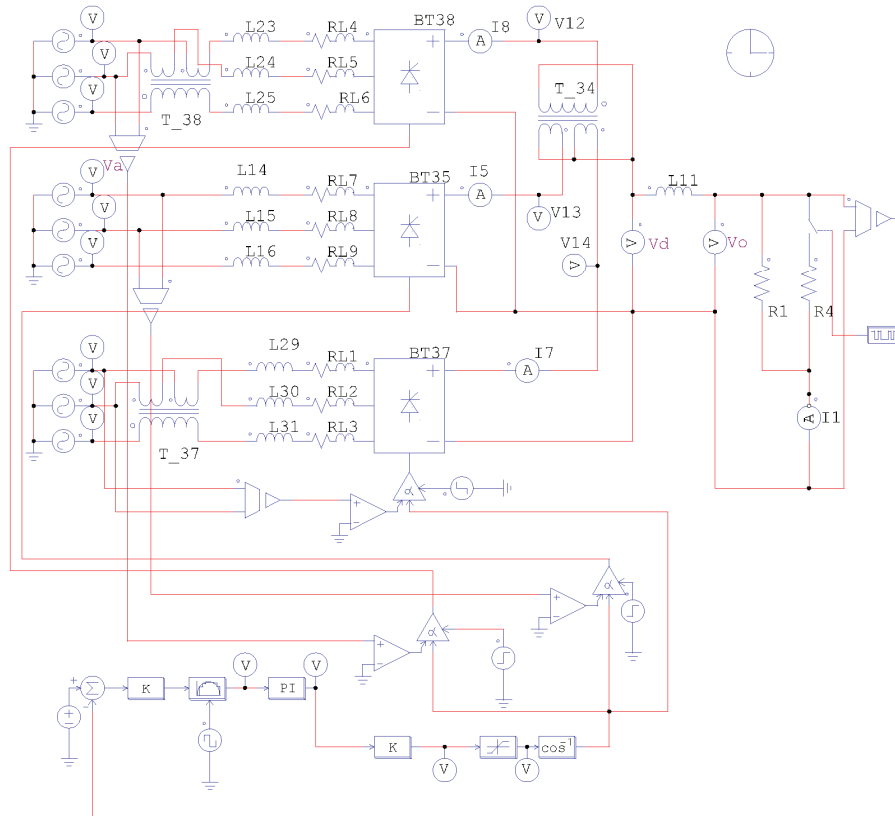 V
V
V
L23
RL4
BT38
I8
A
V
V12
L24
RL5
L25
RL6
T_38
T_34
Va
V
V
V
L14
RL7
BT35
I5
A
V
V13
L15
RL8
L16
RL9
L11
V14
V
V
Vd
V
Vo
R1
R4
V
V
V
L29
RL1
BT37
I7
A
L30
RL2
L31
RL3
T_37
A
I1
α
α
α
V
V
Σ
K
PI
K
cos⁻¹
V
V